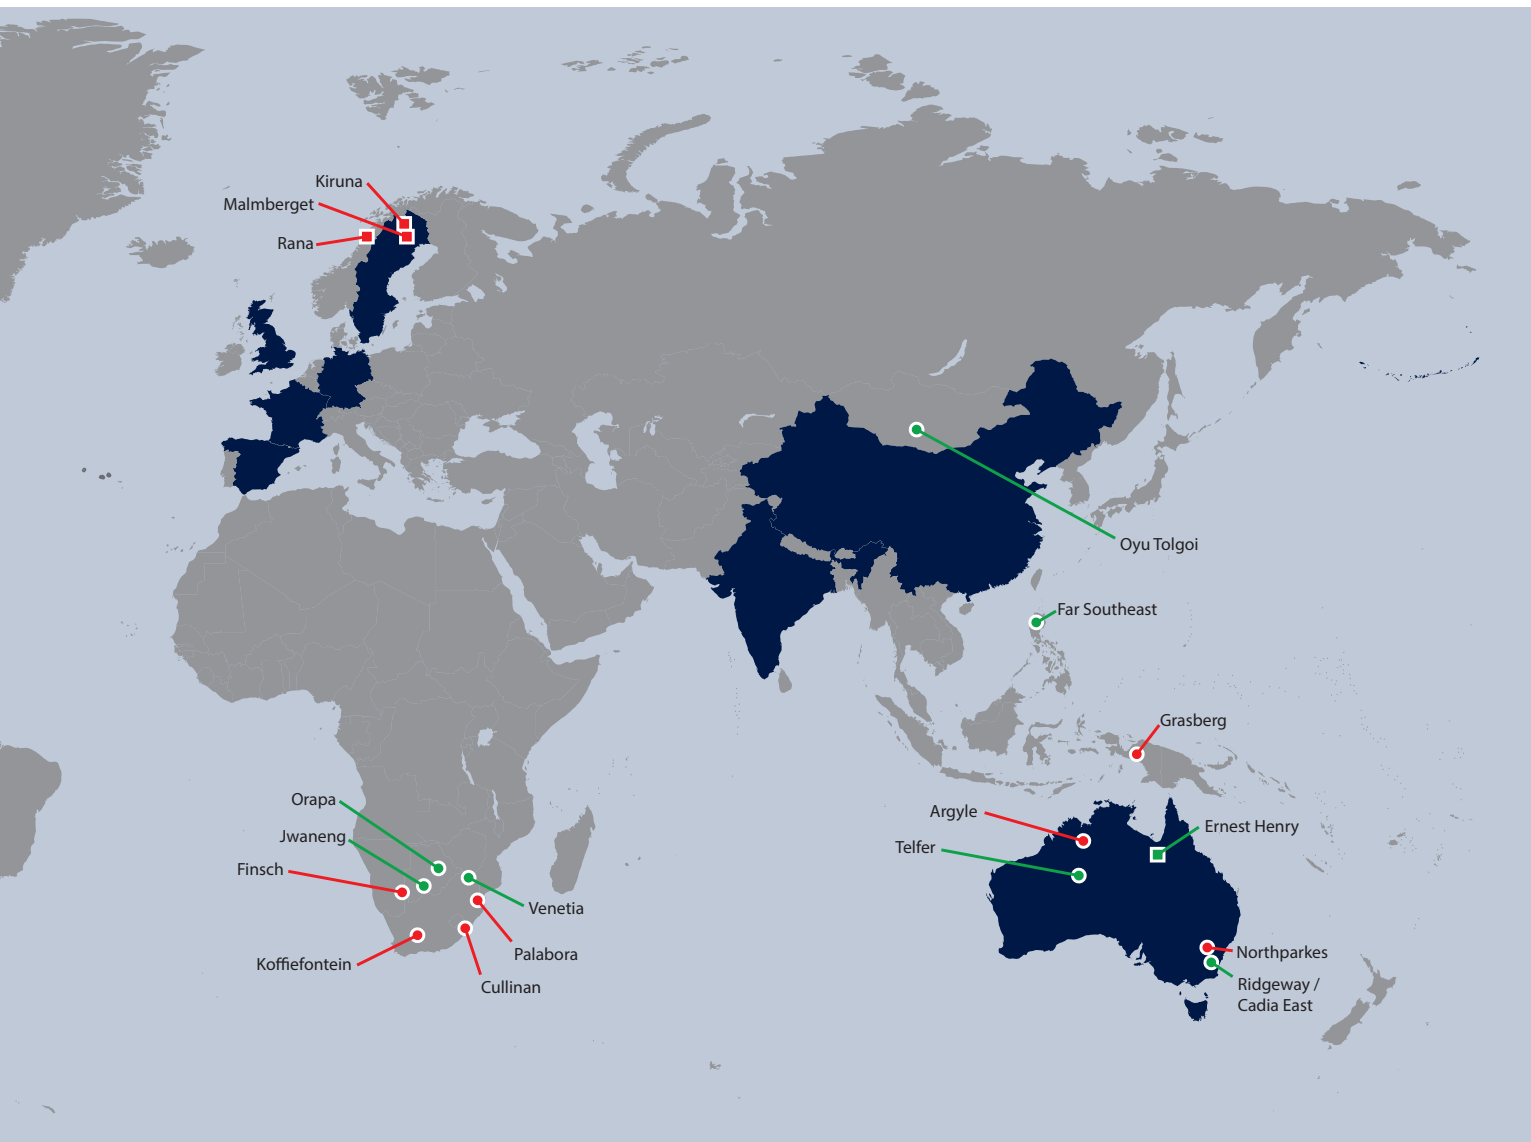 Kiruna
Malmberget
Rana
Oyu Tolgoi
Far Southeast
Grasberg
Orapa
Argyle
Ernest Henry
Jwaneng
Telfer
Finsch
Venetia
Palabora
Koffiefontein
Cullinan
Northparkes
Ridgeway /
Cadia East